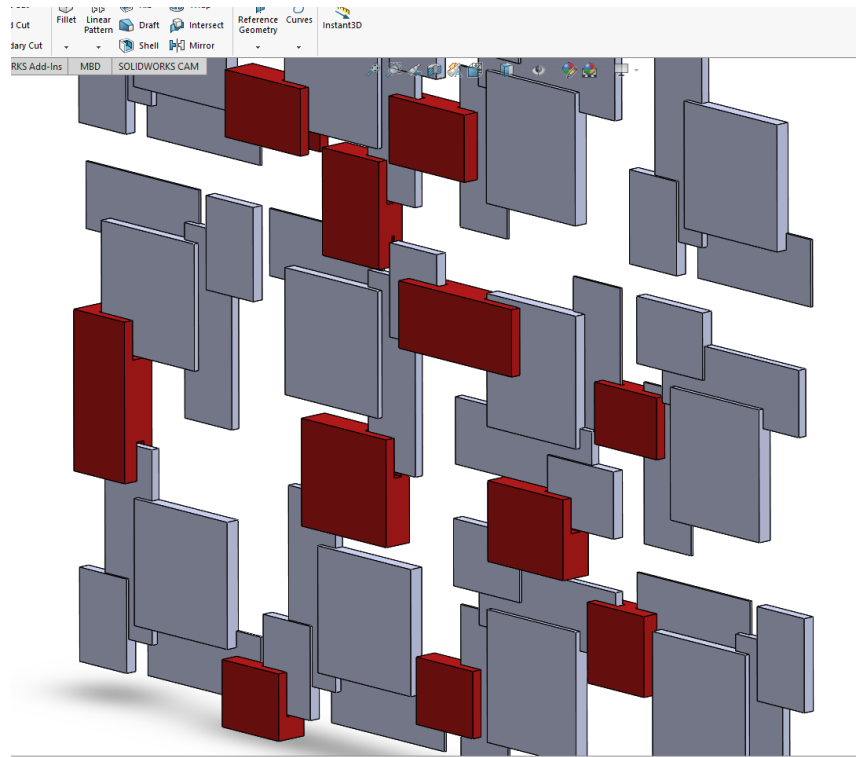 Fillet
Linear
Pattern
Draft
Intersect
Reference
Geometry
Curves
Instant3D
Cut
dary Cut
Shell
Mirror
RKS Add-Ins
MBD
SOLIDWORKS CAM